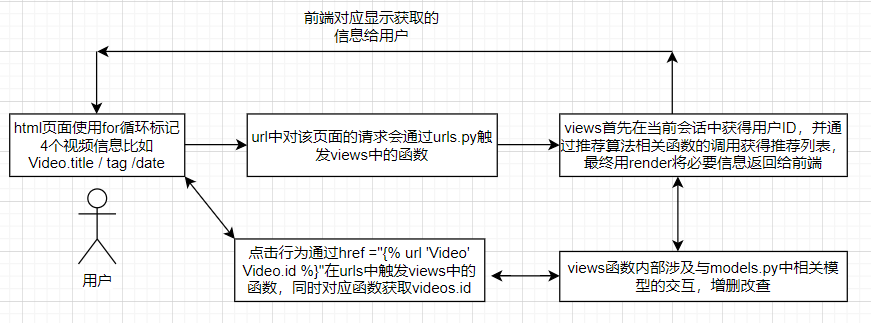 前端对应显示获取的
信息给用户
html页面使用for循环标记
4个视频信息比如
Video.title / tag /date
url中对该页面的请求会通过urls.py触
发views中的函数
views首先在当前会话中获得用户ID，并通
过推荐算法相关函数的调用获得推荐列表，
最终用render将必要信息返回给前端
用户
点击行为通过href ="{% url 'Video'
Video.id %}"在urls中触发views中的
函数，同时对应函数获取videos.id
views函数内部涉及与models.py中相关模
型的交互，增删改查